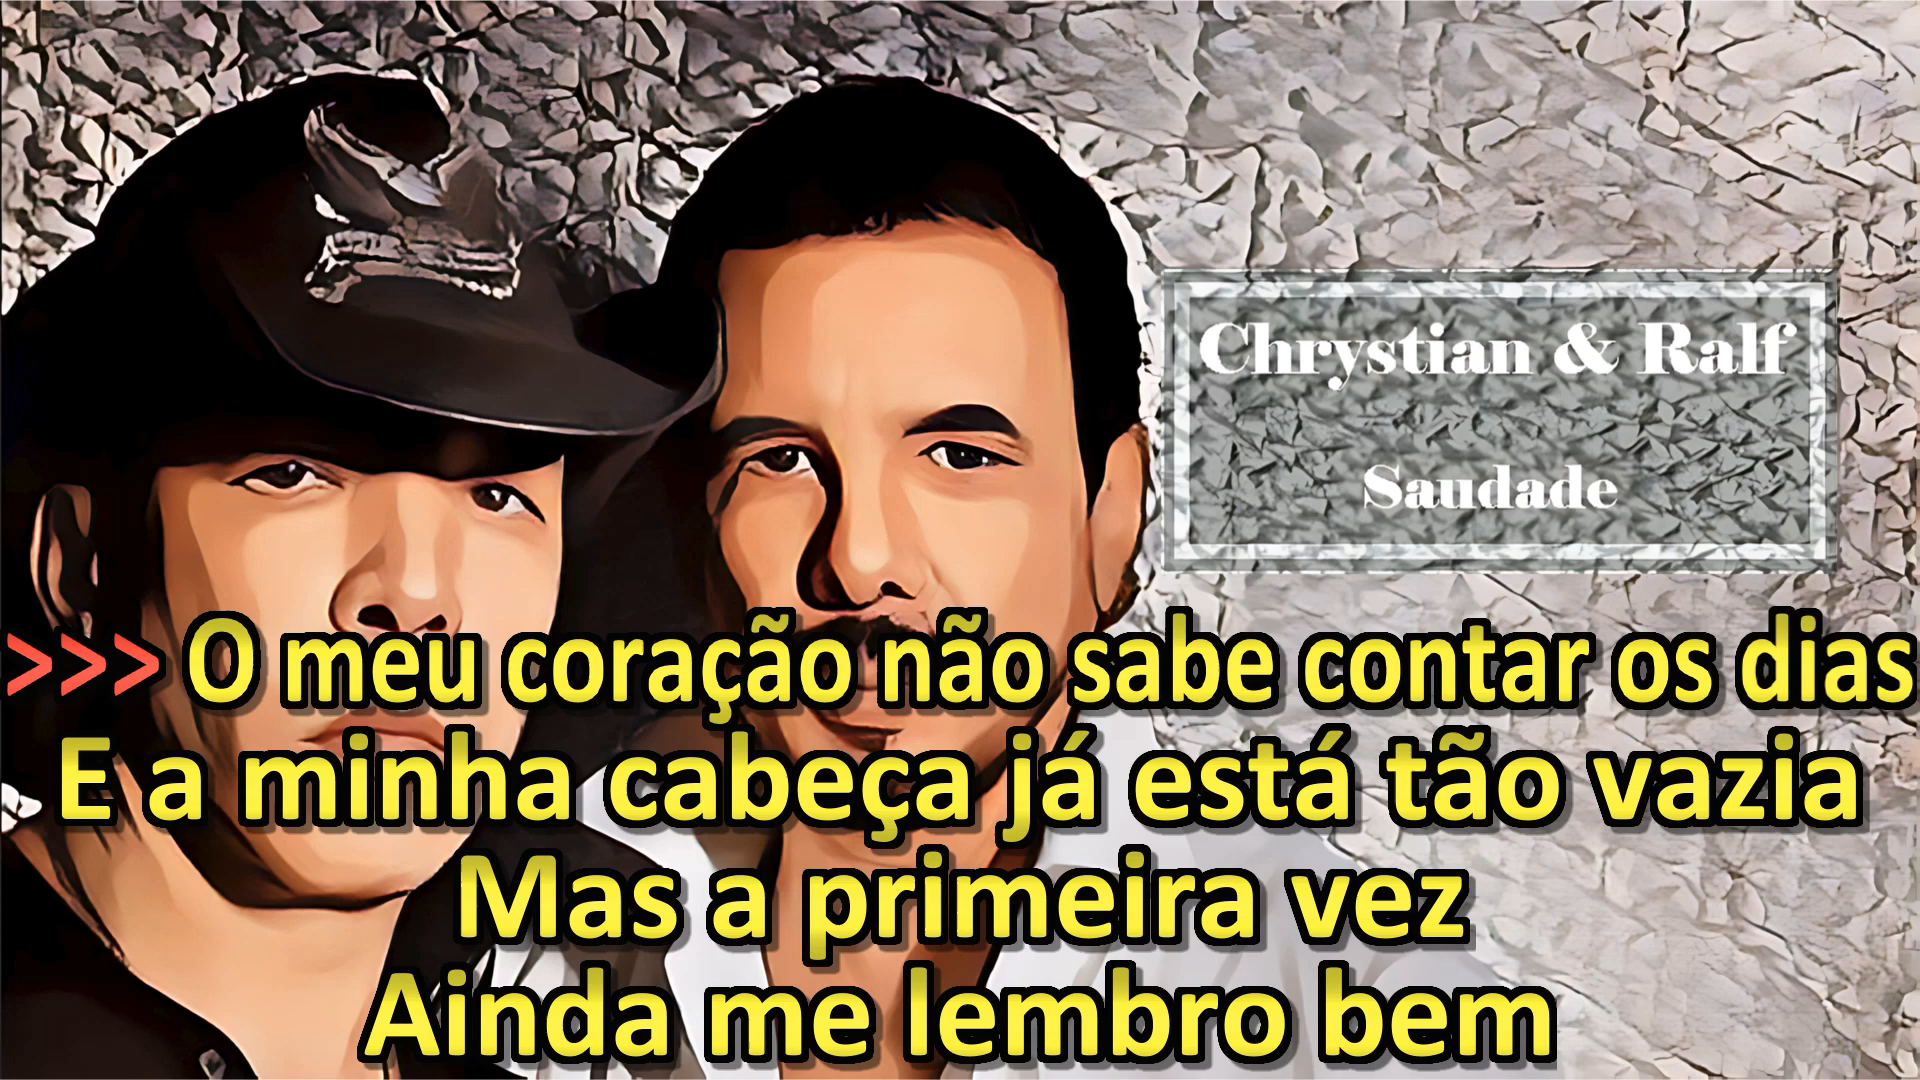 Chrystian & Ralf
Saudade
>>> O meu coração não sabe contar os dias
E a minha cabeça já está tão vazia
Mas a primeira vez
Ainda me lembro bem